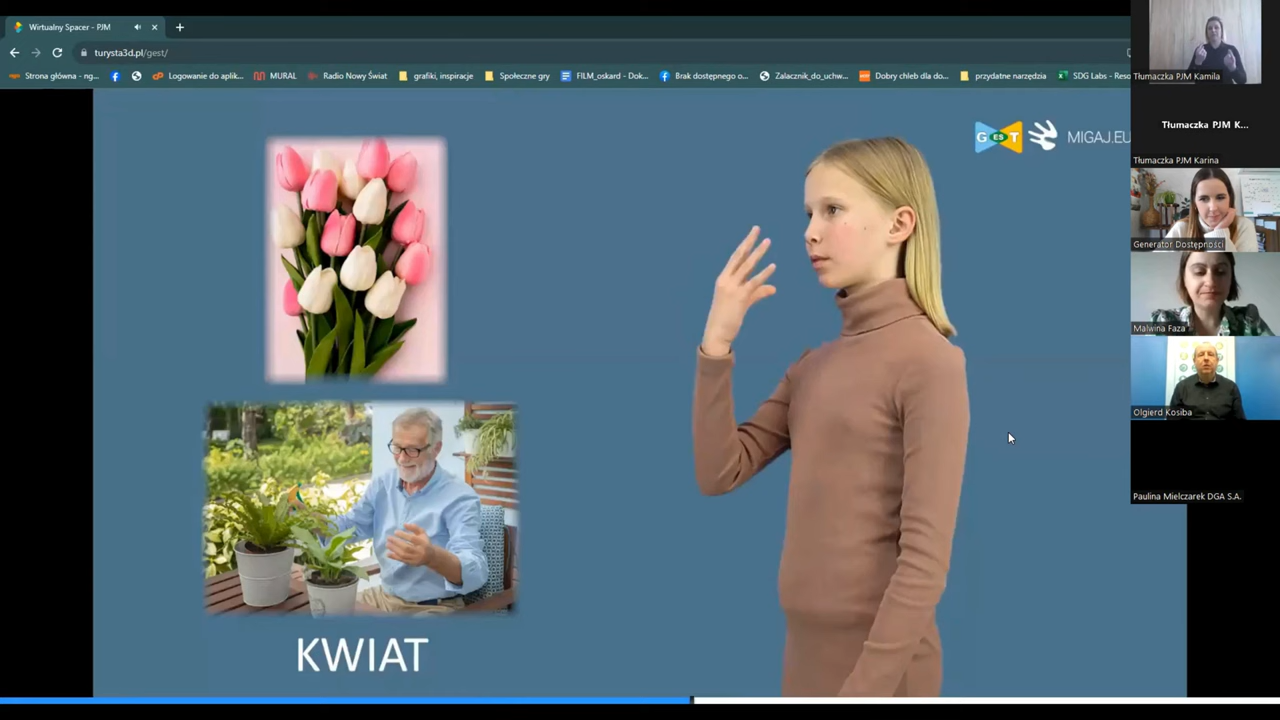 Wirtualny Spacer - PJM
turysta3d.pl/gest/
Strona główna - ng...
Logowanie do aplik...
MURAL
Radio Nowy Świat
grafiki, inspiracje
Społeczne gry
FILM_oskard - Dok...
Brak dostępnego o...
Zalacznik_do_uchw...
Dobry chleb dla do...
przydatne narzędzia
SDG Labs - Reso
GEST
MIGAJ.EU
KWIAT
Tłumaczka PJM Kamila
Tłumaczka PJM K...
Tłumaczka PJM Karina
Generator Dostępności
Malwina Faza
Olgierd Kosiba
Paulina Mielczarek DGA S.A.